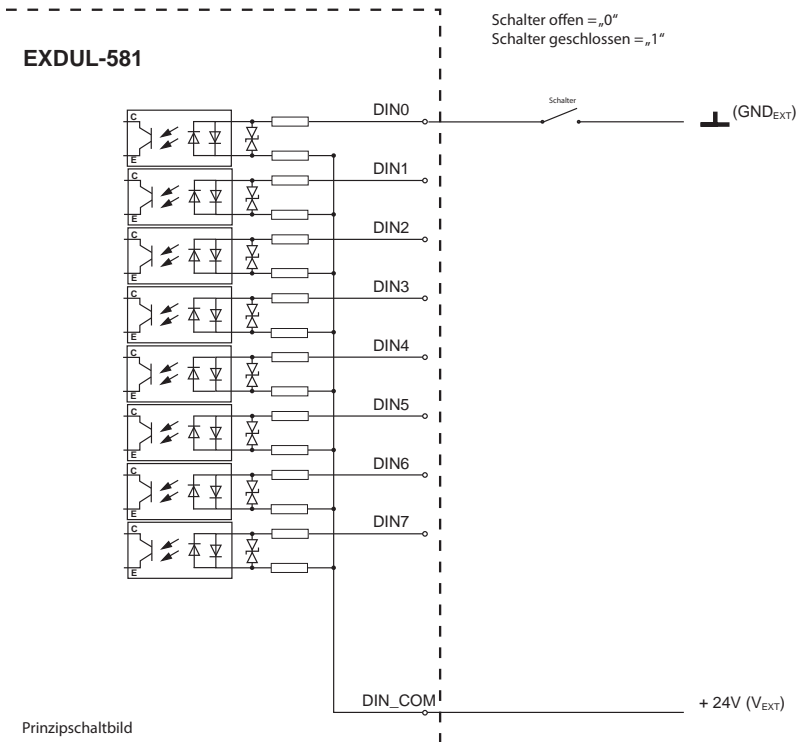 Schalter offen = „0“
Schalter geschlossen = „1“
EXDUL-581
Schalter
C
E
DIN0
(GNDEXT)
C
E
DIN1
C
E
DIN2
C
E
DIN3
C
E
DIN4
C
E
DIN5
C
E
DIN6
C
E
DIN7
DIN_COM
+ 24V (VEXT)
Prinzipschaltbild